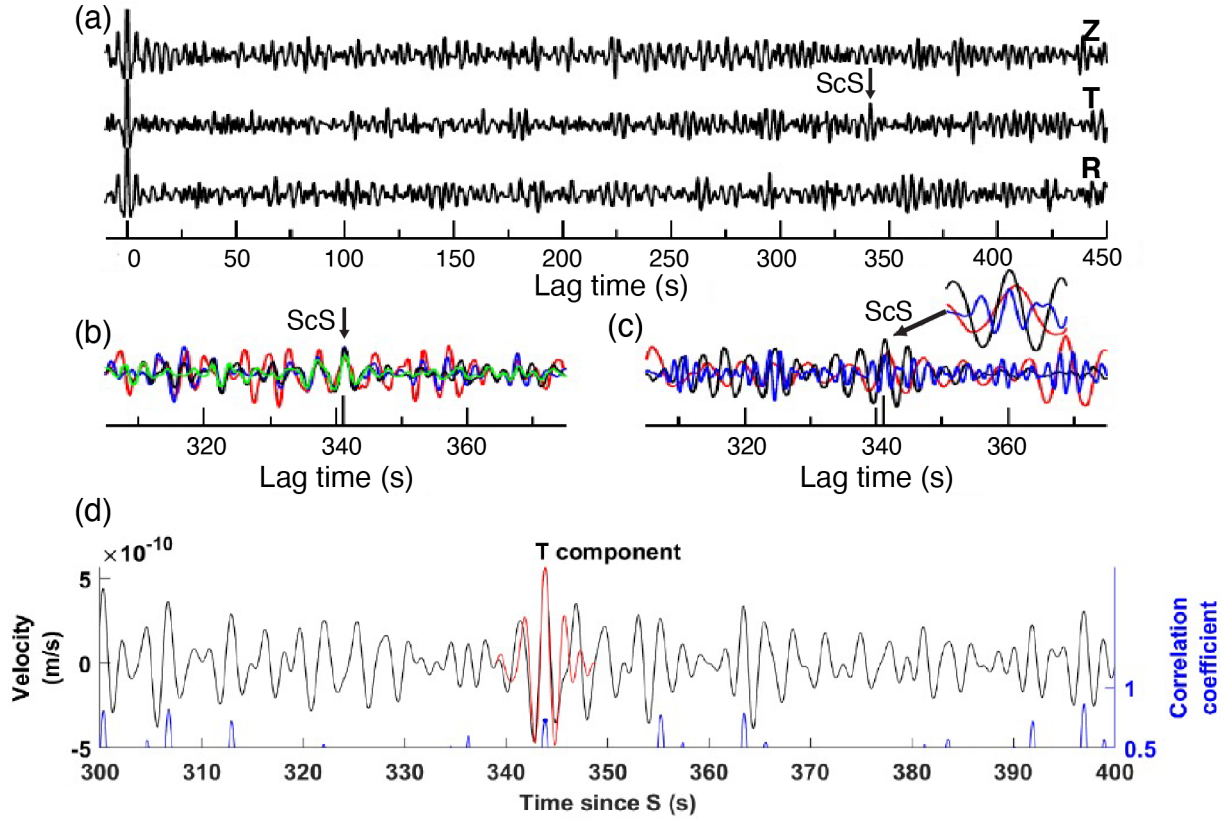 (a)
Z
ScS
T
R
0 50 100 150 200 250 300 350 400 450
Lag time (s)
(b)
ScS
320 340 360
Lag time (s)
(c)
ScS
320 340 360
Lag time (s)
(d)
×10⁻¹⁰
T component
5
0
-5
Velocity
(m/s)
1
0.5
Correlation
coefficient
300 310 320 330 340 350 360 370 380 390 400
Time since S (s)